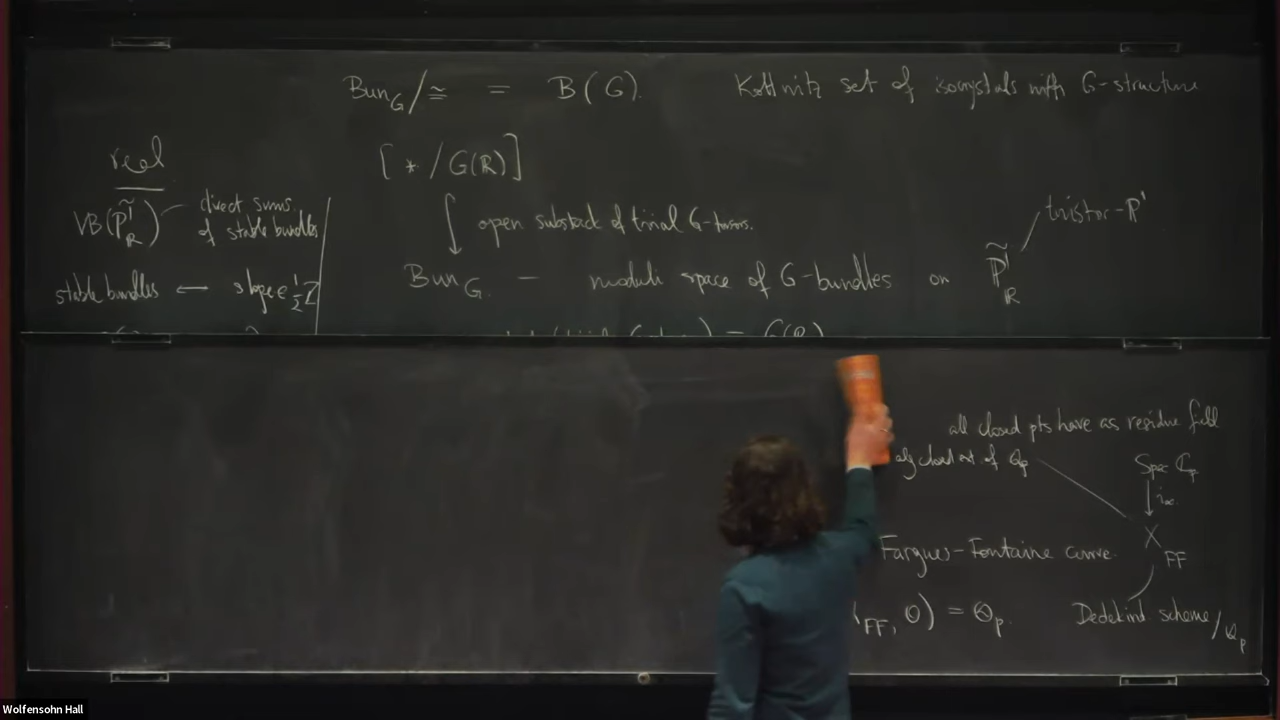 Bun_G/≅ = B(G). Kottwitz set of isocrystals with G-structure
real
[*/G(ℝ)]
VB(P̃¹_ℝ) — direct sums of stable bundles
open substack of trivial G-torsors.
twistor-P¹
stable bundles ⟷ slope ∈ ½ℤ
Bun_G — moduli space of G-bundles on P̃¹_ℝ
= G(ℝ)
all closed pts have as residue field
alg closed ext of ℚ_p
Spec ℂ_p
↓ i_∞
Fargues-Fontaine curve.
X_FF
FF, 𝒪) = ℚ_p.
Dedekind scheme/ℚ_p
Wolfensohn Hall